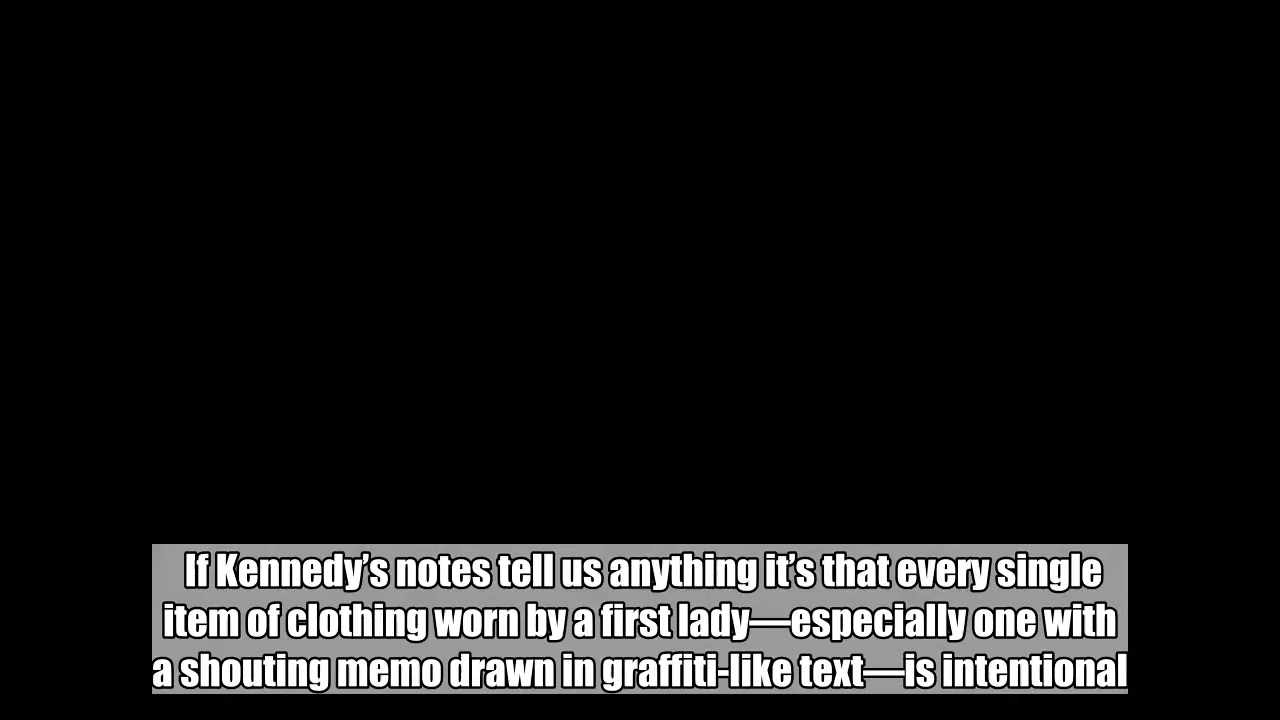 If Kennedy’s notes tell us anything it’s that every single
item of clothing worn by a first lady—especially one with
a shouting memo drawn in graffiti-like text—is intentional